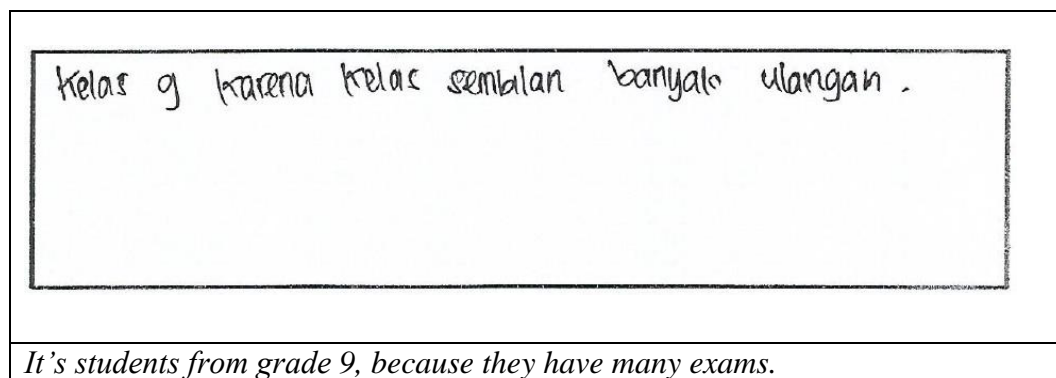 Kelas 9 karena kelas sembilan banyak ulangan.
It's students from grade 9, because they have many exams.